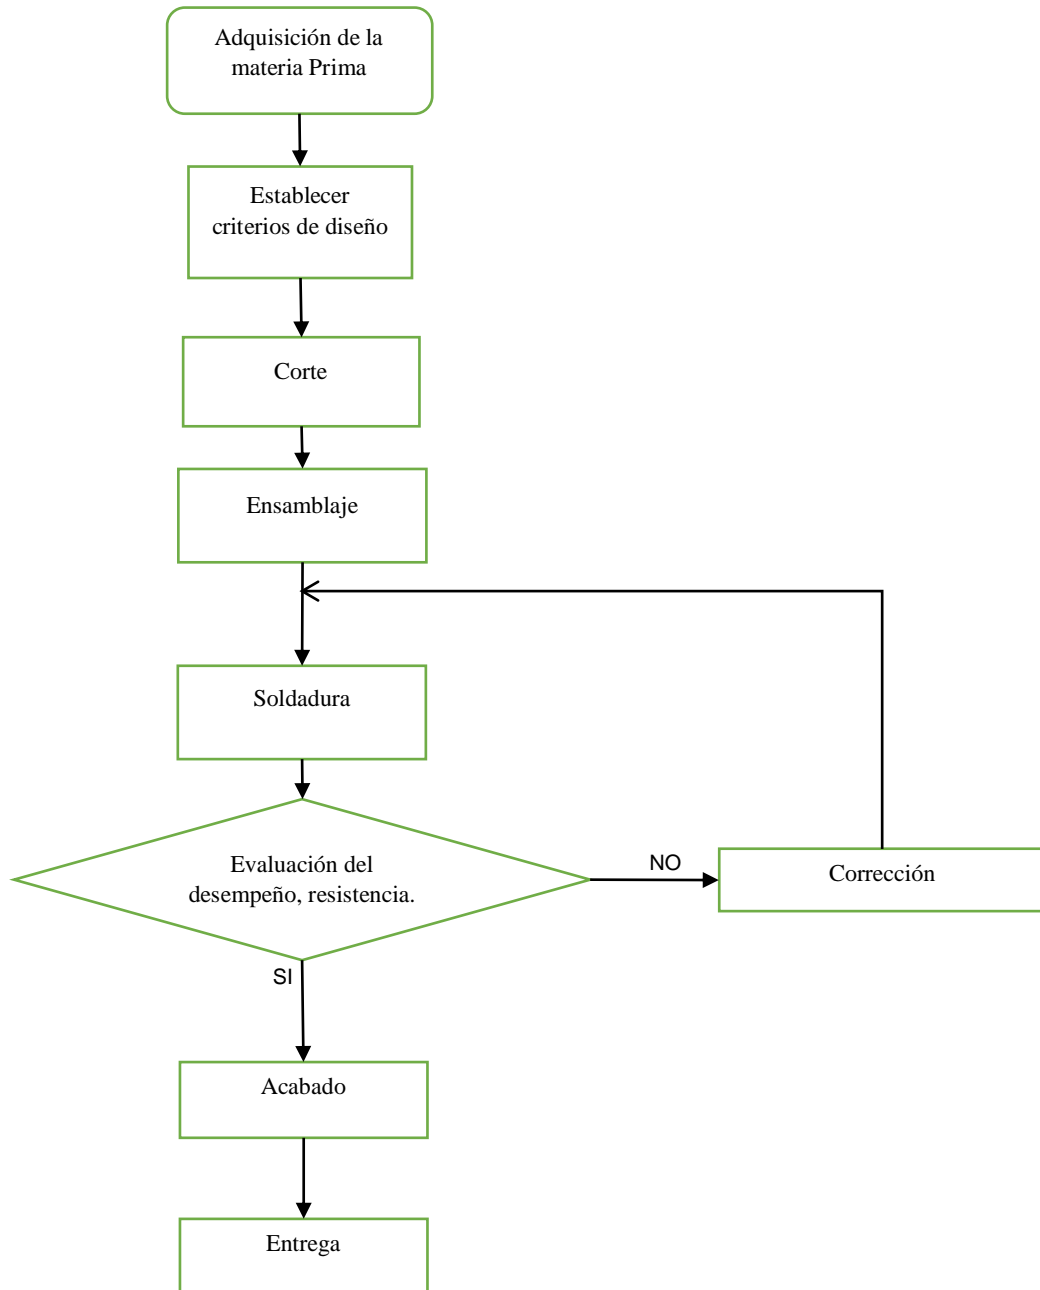 Adquisición de la
materia Prima
Establecer
criterios de diseño
Corte
Ensamblaje
Soldadura
Evaluación del
desempeño, resistencia.
NO
Corrección
SI
Acabado
Entrega